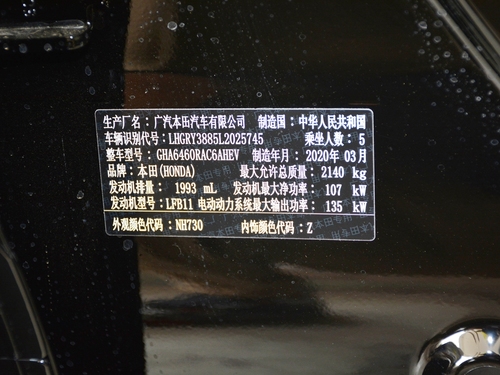 生产厂名：广汽本田汽车有限公司 制造国：中华人民共和国
车辆识别代号：LHGRY3885L2025745 乘坐人数：5
整车型号：GHA6460RAC6AHEV 制造年月：2020年03月
品牌：本田(HONDA) 最大允许总质量：2140 kg
发动机排量：1993 mL 发动机最大净功率：107 kW
发动机型号：LFB11 电动动力系统最大输出功率：135 kW
外观颜色代码：NH730 内饰颜色代码：Z